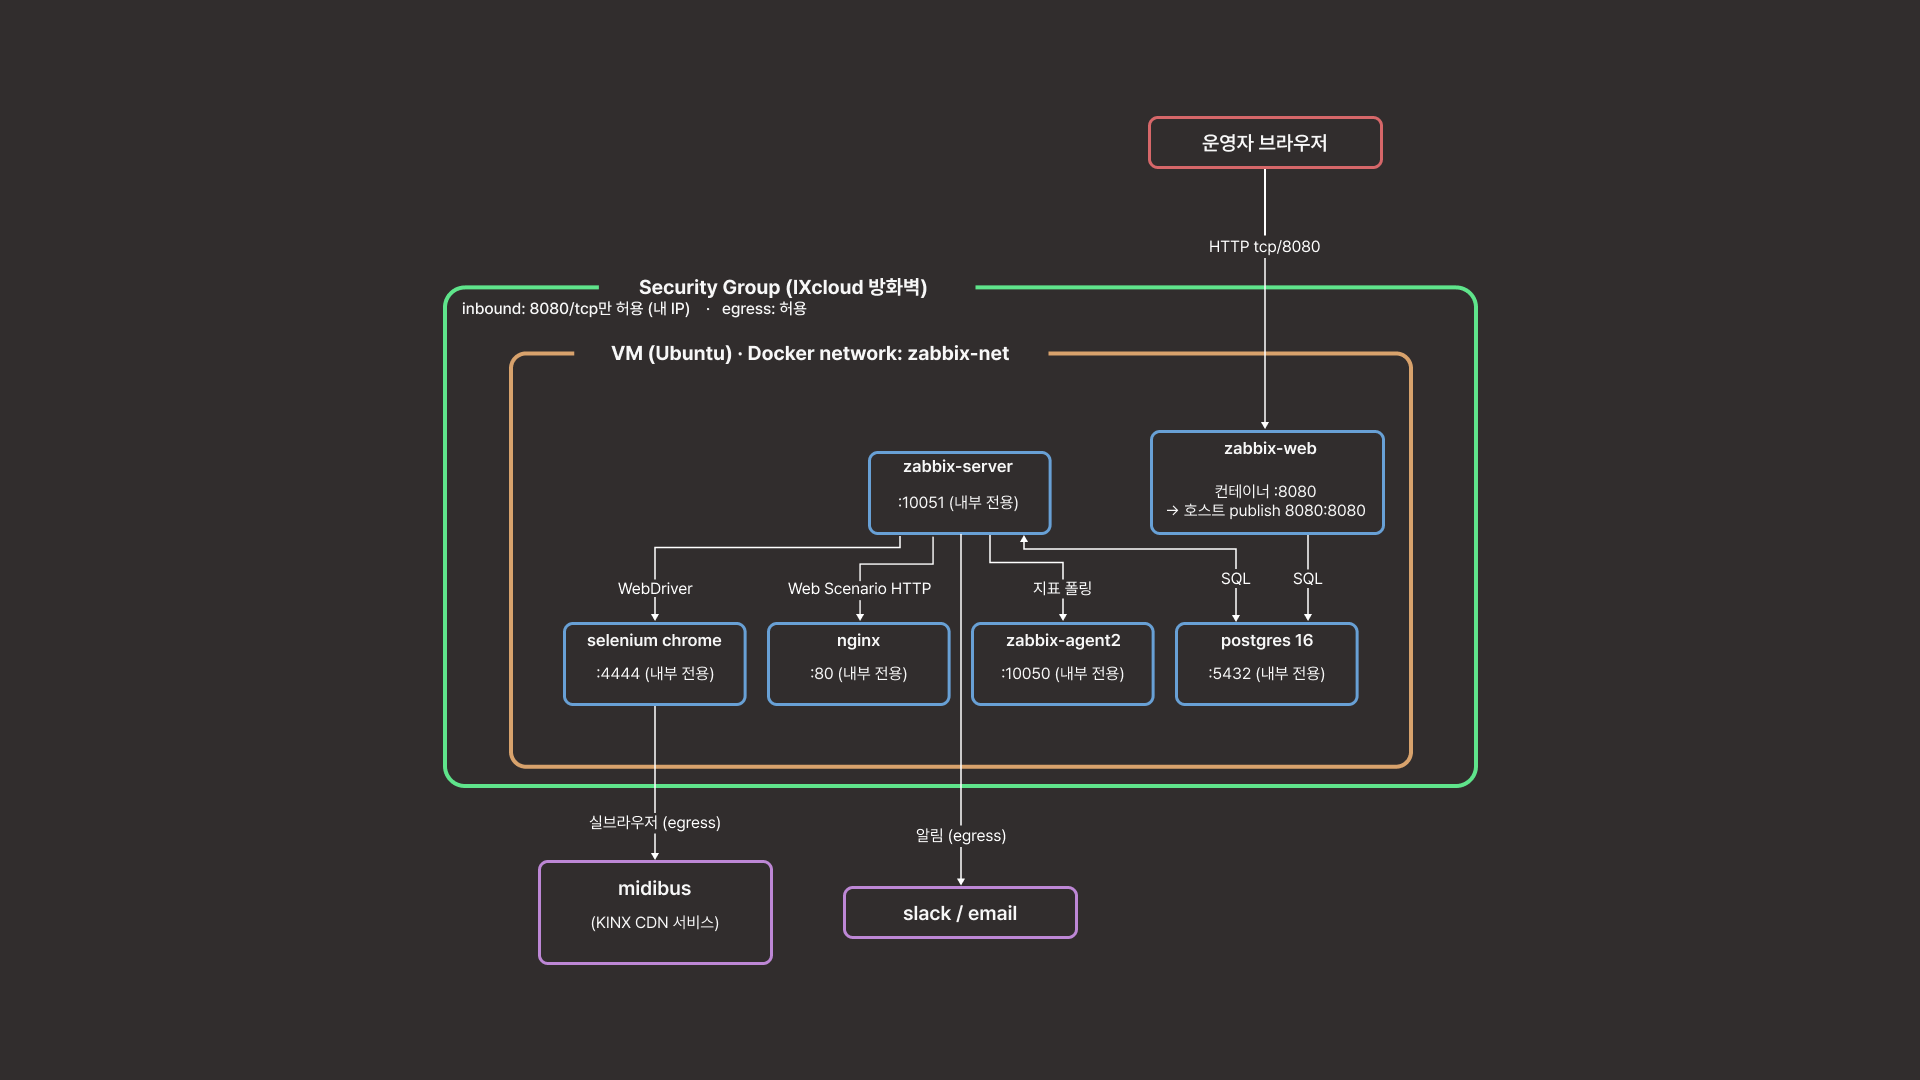 운영자 브라우저
HTTP tcp/8080
Security Group (IXcloud 방화벽)
inbound: 8080/tcp만 허용 (내 IP) · egress: 허용
VM (Ubuntu) · Docker network: zabbix-net
zabbix-web
컨테이너 :8080
→ 호스트 publish 8080:8080
zabbix-server
:10051 (내부 전용)
WebDriver
Web Scenario HTTP
지표 폴링
SQL
SQL
selenium chrome
:4444 (내부 전용)
nginx
:80 (내부 전용)
zabbix-agent2
:10050 (내부 전용)
postgres 16
:5432 (내부 전용)
실브라우저 (egress)
알림 (egress)
midibus
(KINX CDN 서비스)
slack / email